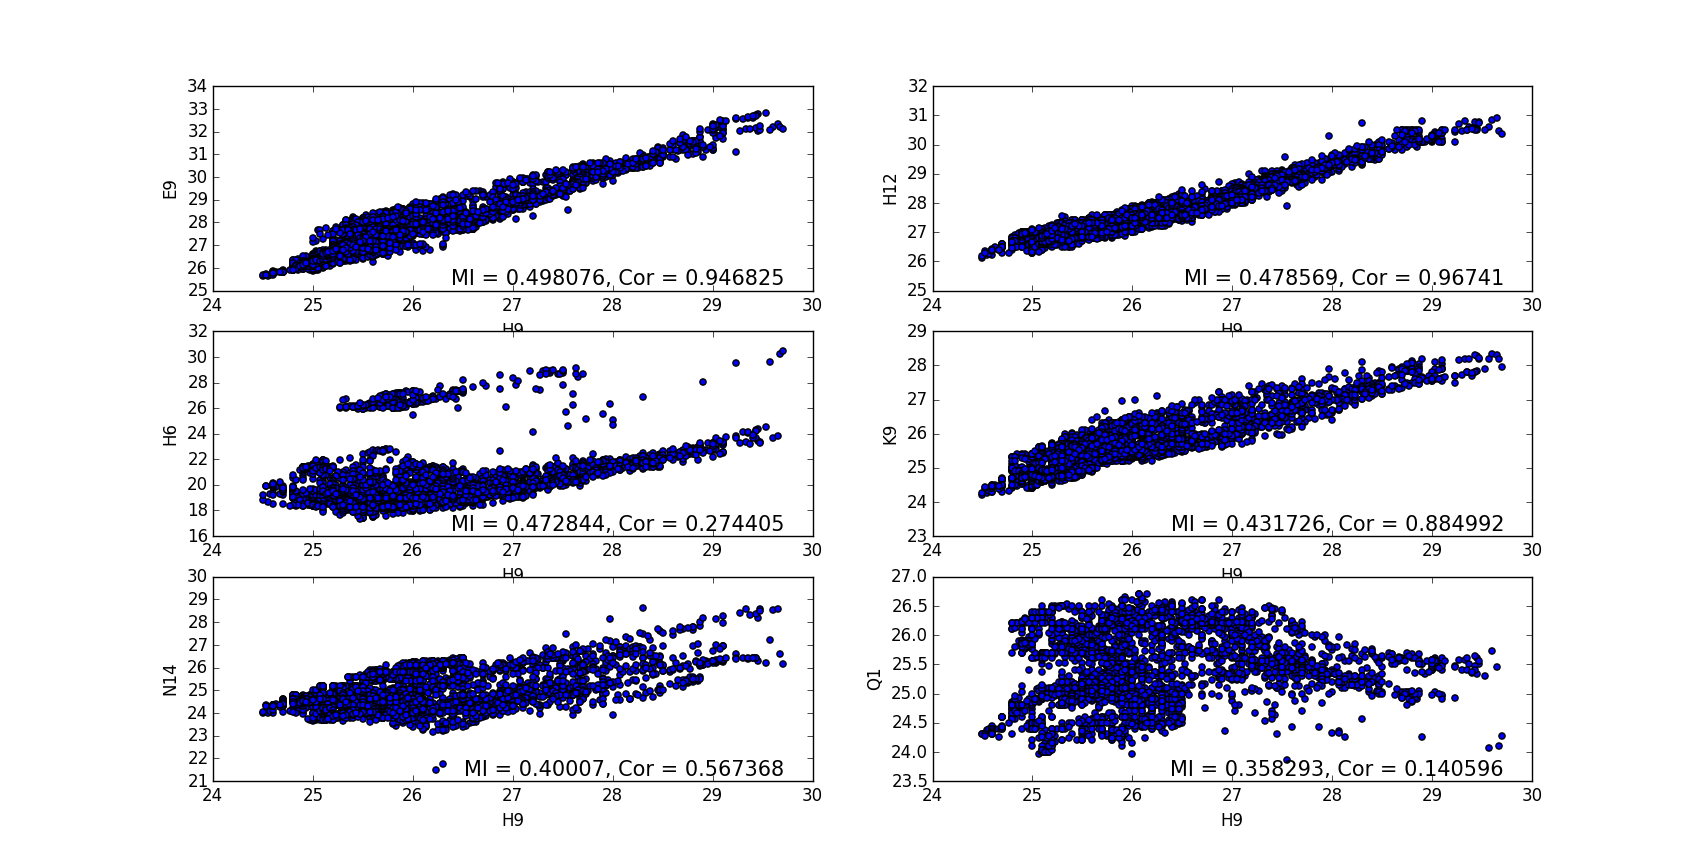 34
33
32
31
30
29
28
27
26
25
E9
MI = 0.498076, Cor = 0.946825
24 25 26 27 28 29 30
H9
32
31
30
29
28
27
26
25
H12
MI = 0.478569, Cor = 0.96741
24 25 26 27 28 29 30
H9
32
30
28
26
24
22
20
18
16
H6
MI = 0.472844, Cor = 0.274405
24 25 26 27 28 29 30
H9
29
28
27
26
25
24
23
K9
MI = 0.431726, Cor = 0.884992
24 25 26 27 28 29 30
H9
30
29
28
27
26
25
24
23
22
21
N14
MI = 0.40007, Cor = 0.567368
24 25 26 27 28 29 30
H9
27.0
26.5
26.0
25.5
25.0
24.5
24.0
23.5
Q1
MI = 0.358293, Cor = 0.140596
24 25 26 27 28 29 30
H9